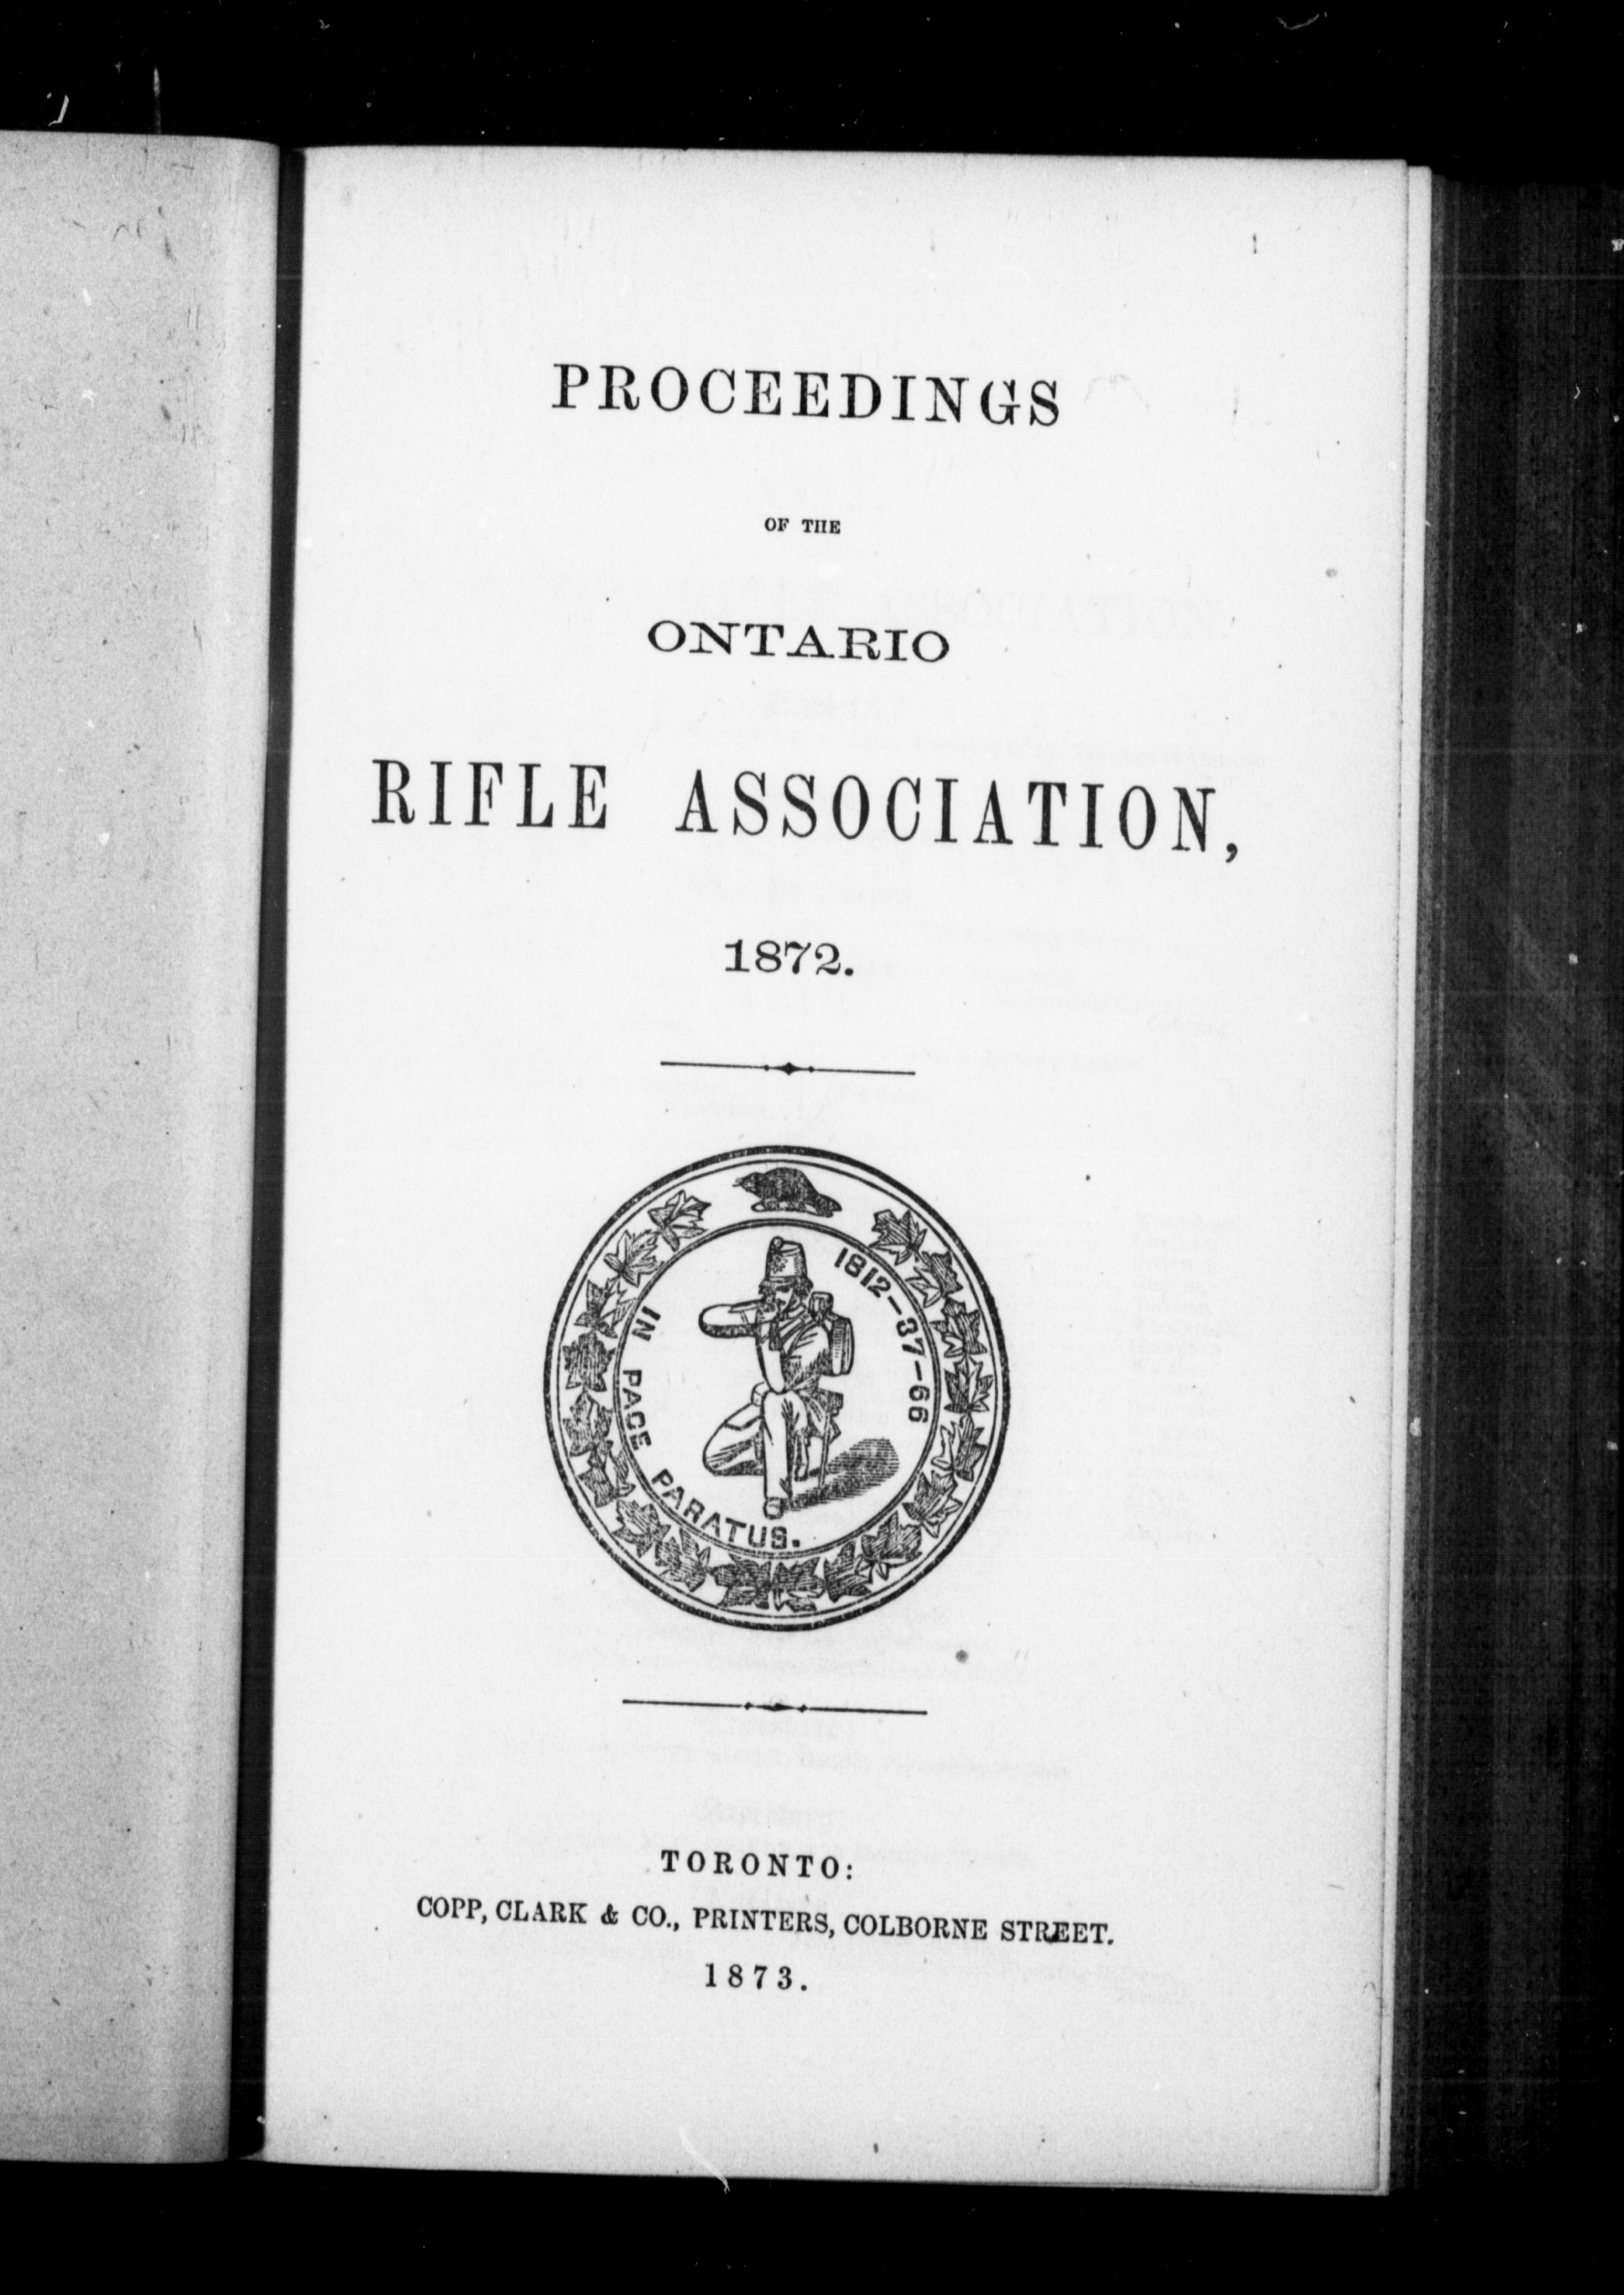 PROCEEDINGS
OF THE
ONTARIO
RIFLE ASSOCIATION,
1872.
1812-37-66
IN PACE PARATUS.
TORONTO:
COPP, CLARK & CO., PRINTERS, COLBORNE STREET.
1873.